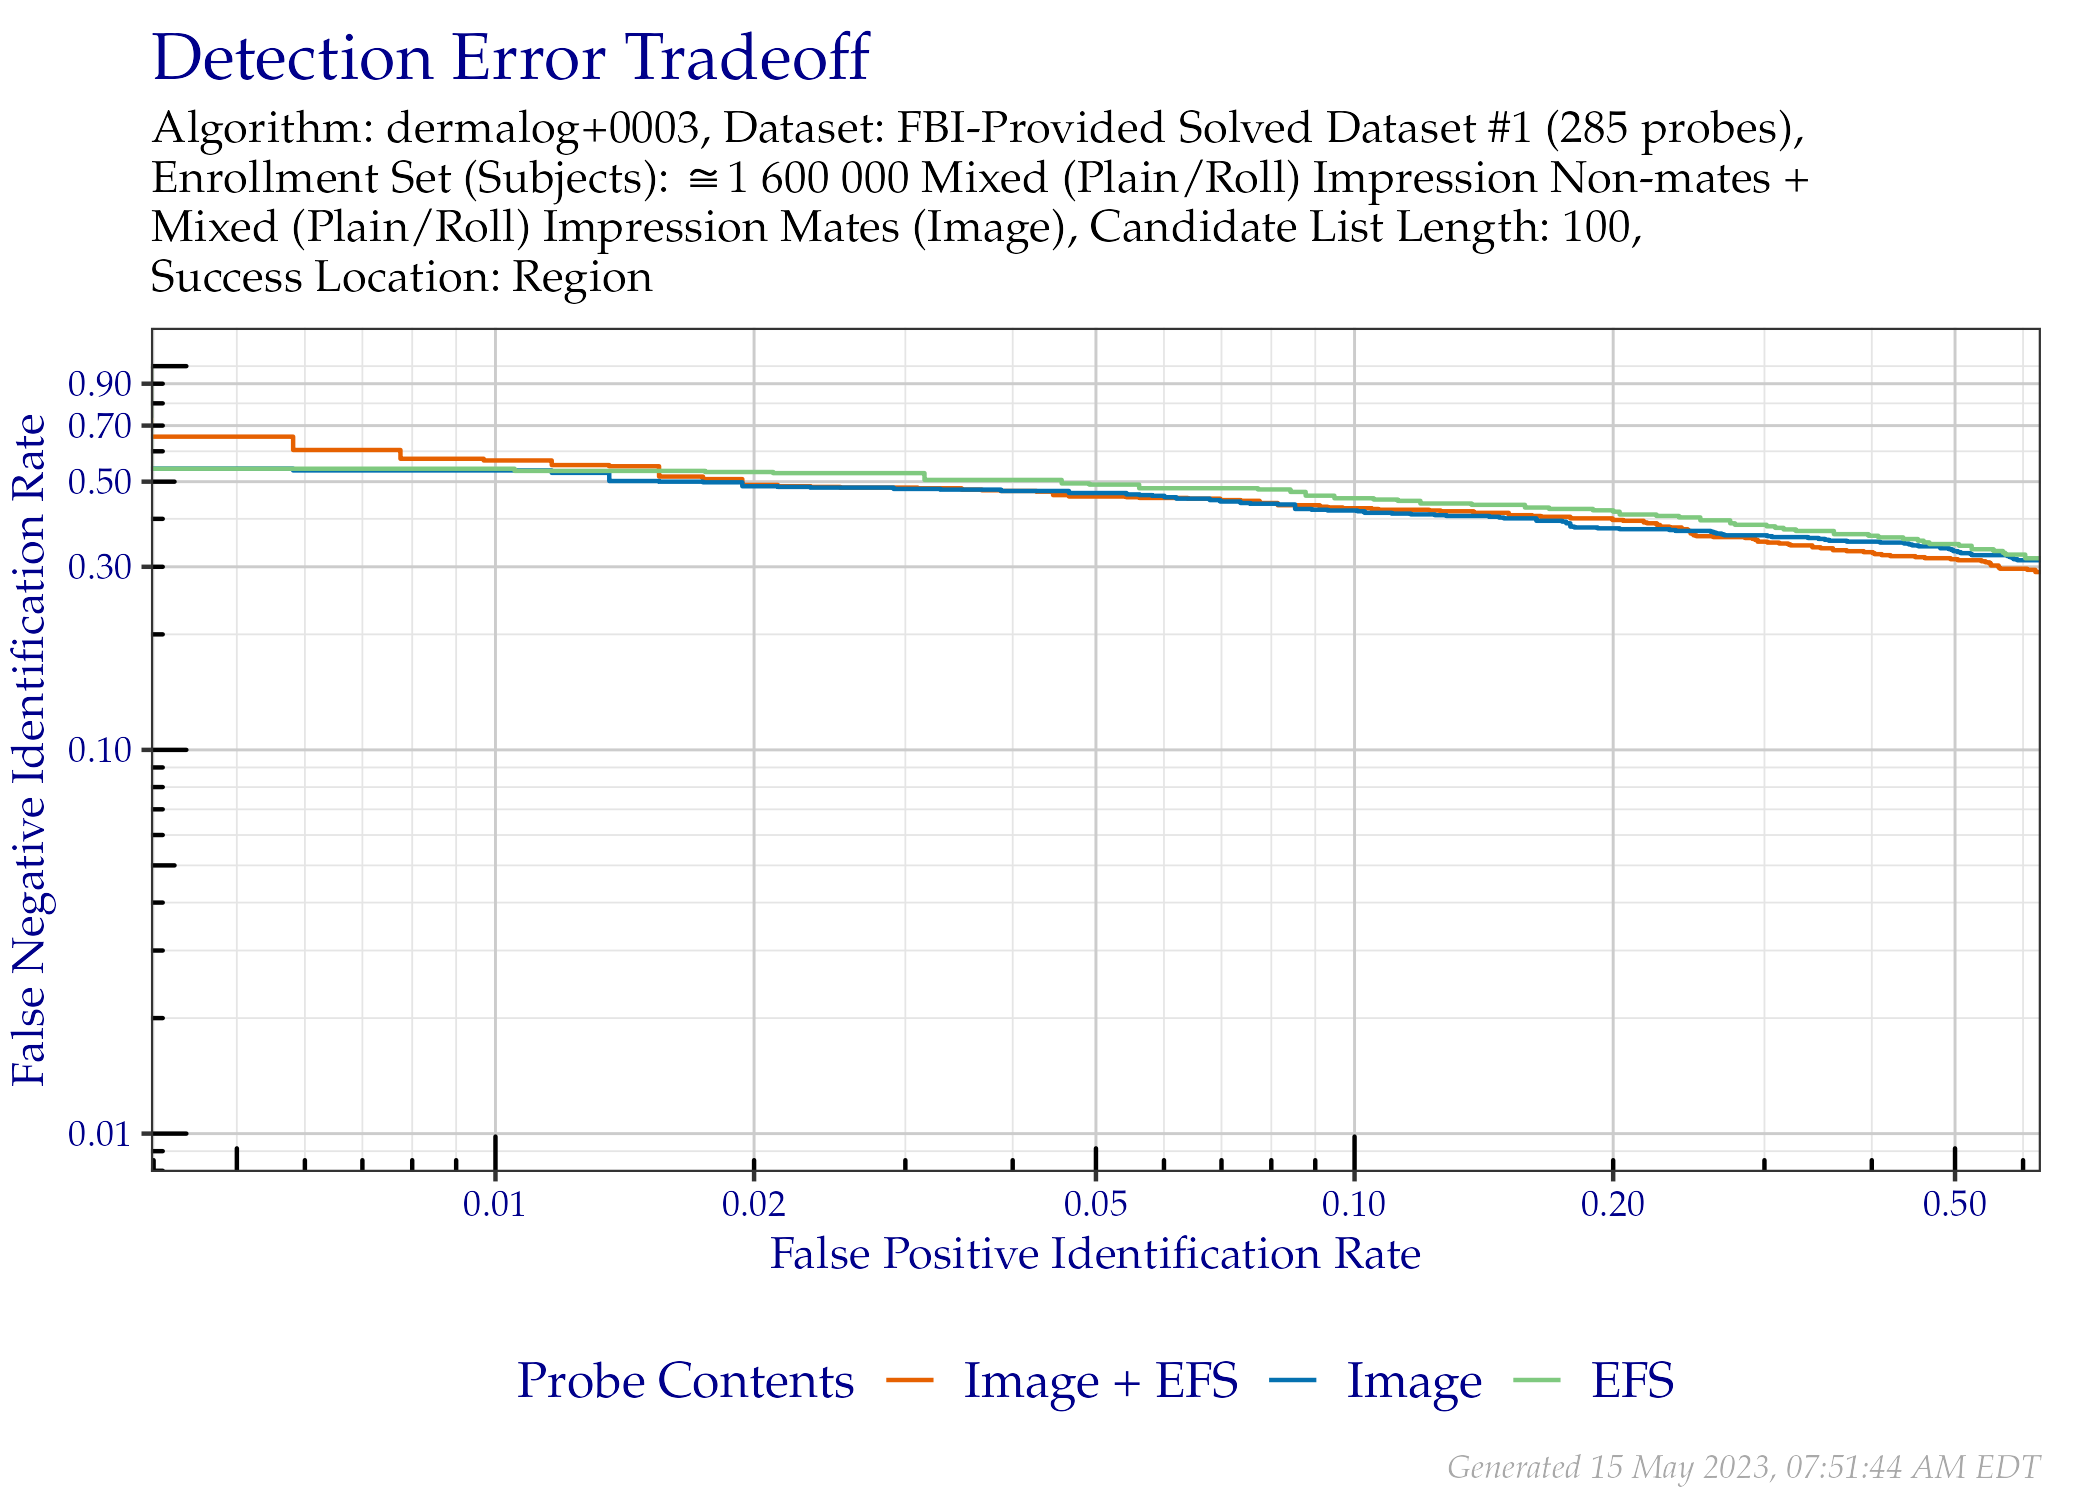 Detection Error Tradeoff
Algorithm: dermalog+0003, Dataset: FBI-Provided Solved Dataset #1 (285 probes),
Enrollment Set (Subjects): ≅ 1 600 000 Mixed (Plain/Roll) Impression Non-mates +
Mixed (Plain/Roll) Impression Mates (Image), Candidate List Length: 100,
Success Location: Region
False Negative Identification Rate
0.90
0.70
0.50
0.30
0.10
0.01
0.01 0.02 0.05 0.10 0.20 0.50
False Positive Identification Rate
Probe Contents Image + EFS Image EFS
Generated 15 May 2023, 07:51:44 AM EDT